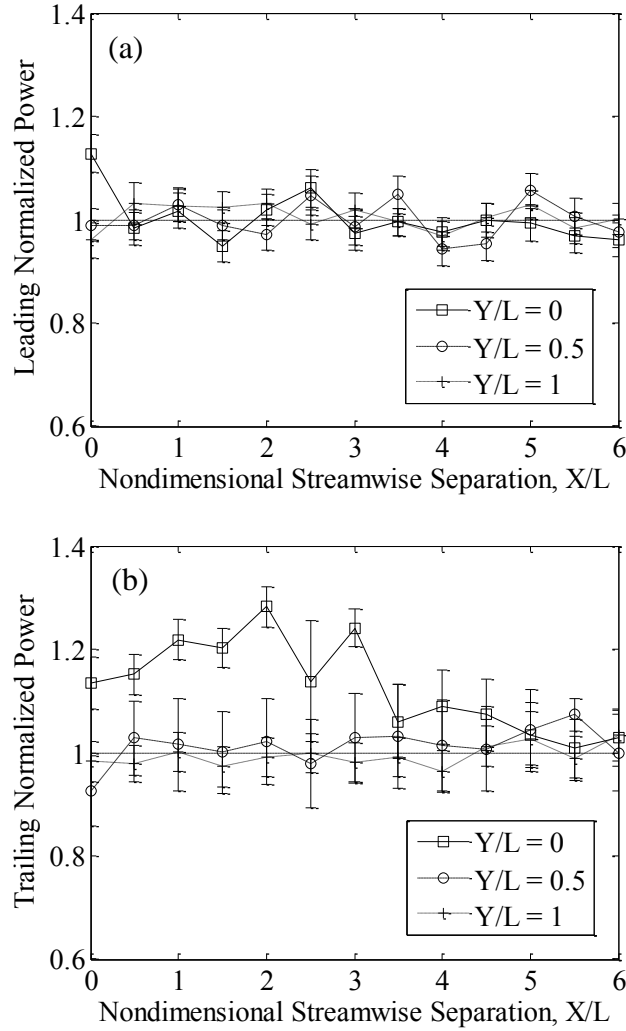 1.4
(a)
1.2
1
0.8
0.6
Leading Normalized Power
Y/L = 0
Y/L = 0.5
Y/L = 1
0 1 2 3 4 5 6
Nondimensional Streamwise Separation, X/L
1.4
(b)
1.2
1
0.8
0.6
Trailing Normalized Power
Y/L = 0
Y/L = 0.5
Y/L = 1
0 1 2 3 4 5 6
Nondimensional Streamwise Separation, X/L